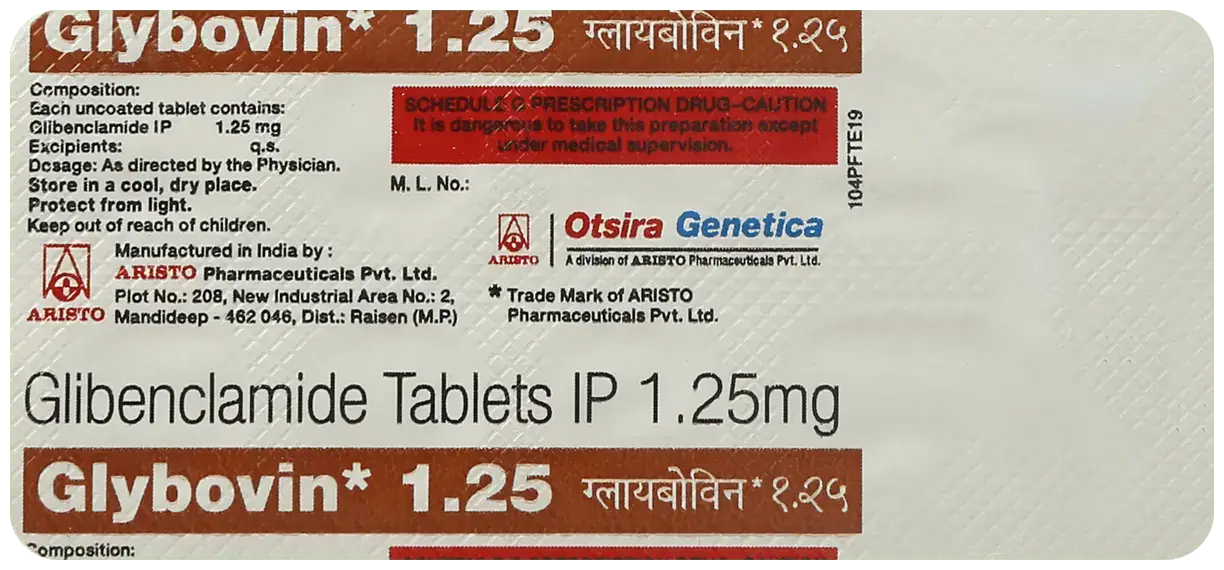 Glybovin* 1.25 ग्लायबोविन* १.२५
Composition:
Each uncoated tablet contains:
Glibenclamide IP 1.25 mg
Excipients: q.s.
Dosage: As directed by the Physician.
Store in a cool, dry place.
Protect from light.
Keep out of reach of children.
SCHEDULE G PRESCRIPTION DRUG-CAUTION
It is dangerous to take this preparation except
under medical supervision.
M. L. No.:
104PFTE19
ARISTO
Manufactured in India by :
ARISTO Pharmaceuticals Pvt. Ltd.
Plot No.: 208, New Industrial Area No.: 2,
Mandideep - 462 046, Dist.: Raisen (M.P.)
ARISTO
Otsira Genetica
A division of ARISTO Pharmaceuticals Pvt. Ltd.
* Trade Mark of ARISTO
Pharmaceuticals Pvt. Ltd.
Glibenclamide Tablets IP 1.25mg
Glybovin* 1.25 ग्लायबोविन* १.२५
Composition: